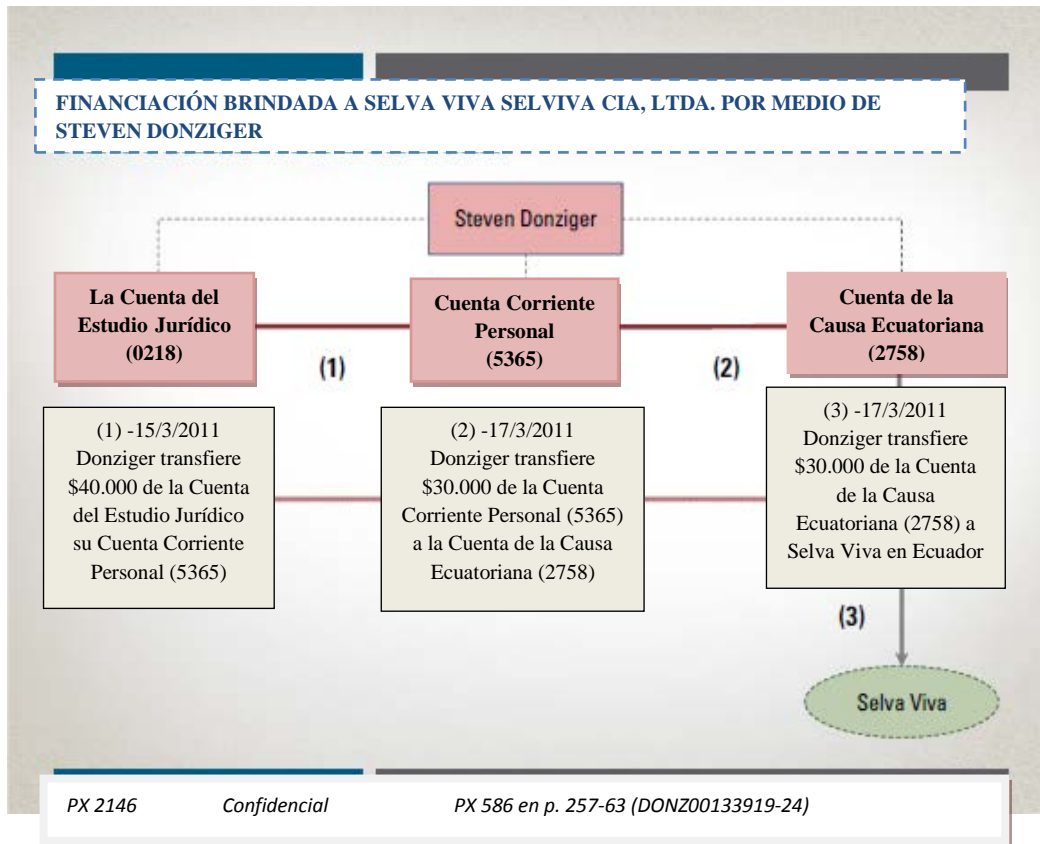 FINANCIACIÓN BRINDADA A SELVA VIVA SELVIVA CIA, LTDA. POR MEDIO DE
STEVEN DONZIGER
Steven Donziger
La Cuenta del
Estudio Jurídico
(0218)
Cuenta Corriente
Personal
(5365)
Cuenta de la
Causa Ecuatoriana
(2758)
(1)
(2)
(1) -15/3/2011
Donziger transfiere
$40.000 de la Cuenta
del Estudio Jurídico
su Cuenta Corriente
Personal (5365)
(2) -17/3/2011
Donziger transfiere
$30.000 de la Cuenta
Corriente Personal (5365)
a la Cuenta de la Causa
Ecuatoriana (2758)
(3) -17/3/2011
Donziger transfiere
$30.000 de la Cuenta
de la Causa
Ecuatoriana (2758) a
Selva Viva en Ecuador
(3)
Selva Viva
PX 2146 Confidencial PX 586 en p. 257-63 (DONZ00133919-24)